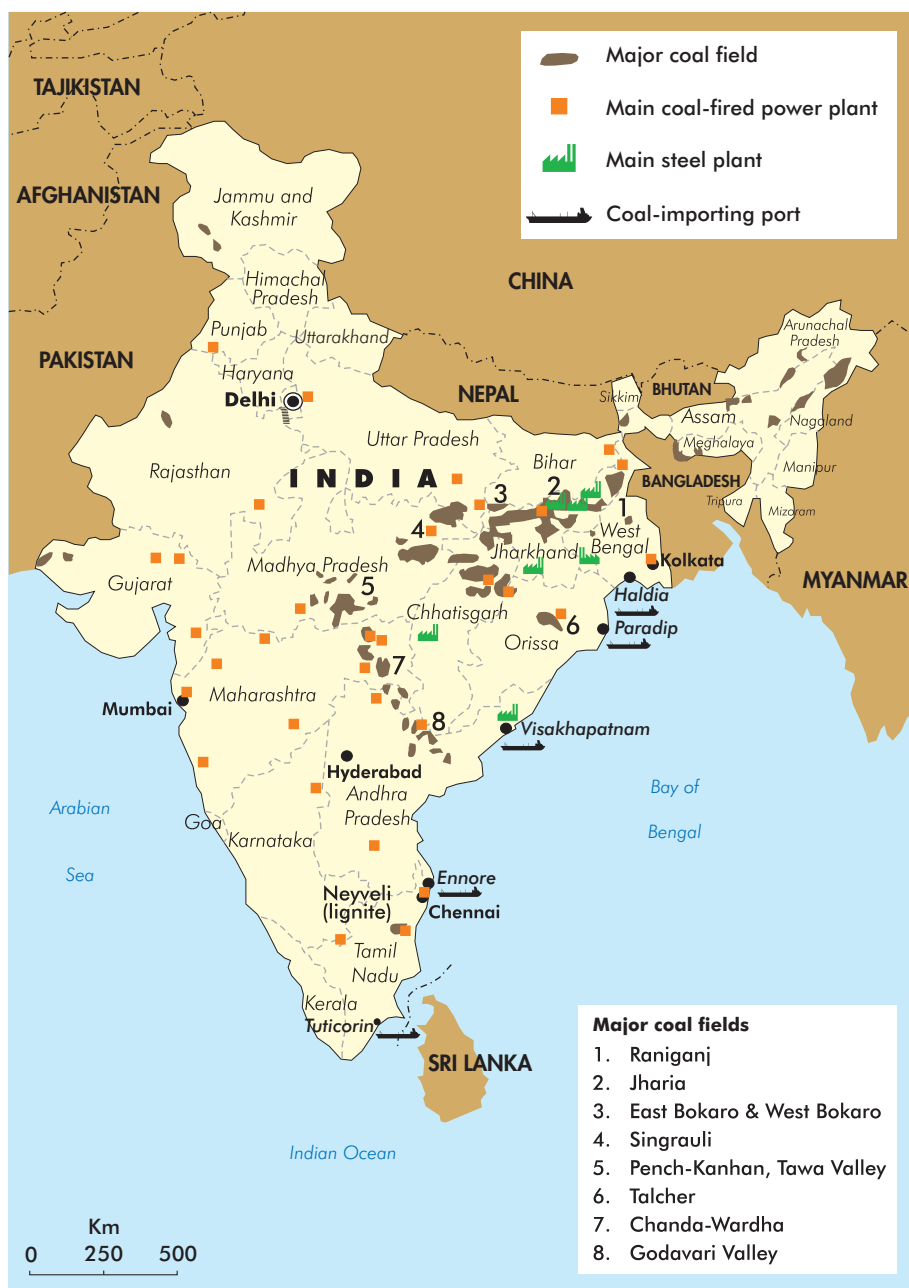 Major coal field
Main coal-fired power plant
Main steel plant
Coal-importing port
TAJIKISTAN
AFGHANISTAN
Jammu and
Kashmir
CHINA
Himachal
Pradesh
Punjab
Uttarakhand
PAKISTAN
Haryana
Delhi
NEPAL
Sikkim
BHUTAN
Arunachal
Pradesh
Assam
Nagaland
Meghalaya
Manipur
BANGLADESH
Tripura
Mizoram
MYANMAR
Uttar Pradesh
Rajasthan
INDIA
Bihar
3
2
1
4
West
Bengal
Jharkhand
Kolkata
Gujarat
Madhya Pradesh
5
Chhatisgarh
Haldia
6
Paradip
Orissa
7
Maharashtra
Mumbai
8
Visakhapatnam
Hyderabad
Andhra
Pradesh
Arabian
Sea
Bay of
Bengal
Goa
Karnataka
Ennore
Neyveli
(lignite)
Chennai
Tamil
Nadu
Kerala
Tuticorin
SRI LANKA
Indian Ocean
Major coal fields
1. Raniganj
2. Jharia
3. East Bokaro & West Bokaro
4. Singrauli
5. Pench-Kanhan, Tawa Valley
6. Talcher
7. Chanda-Wardha
8. Godavari Valley
Km
0 250 500